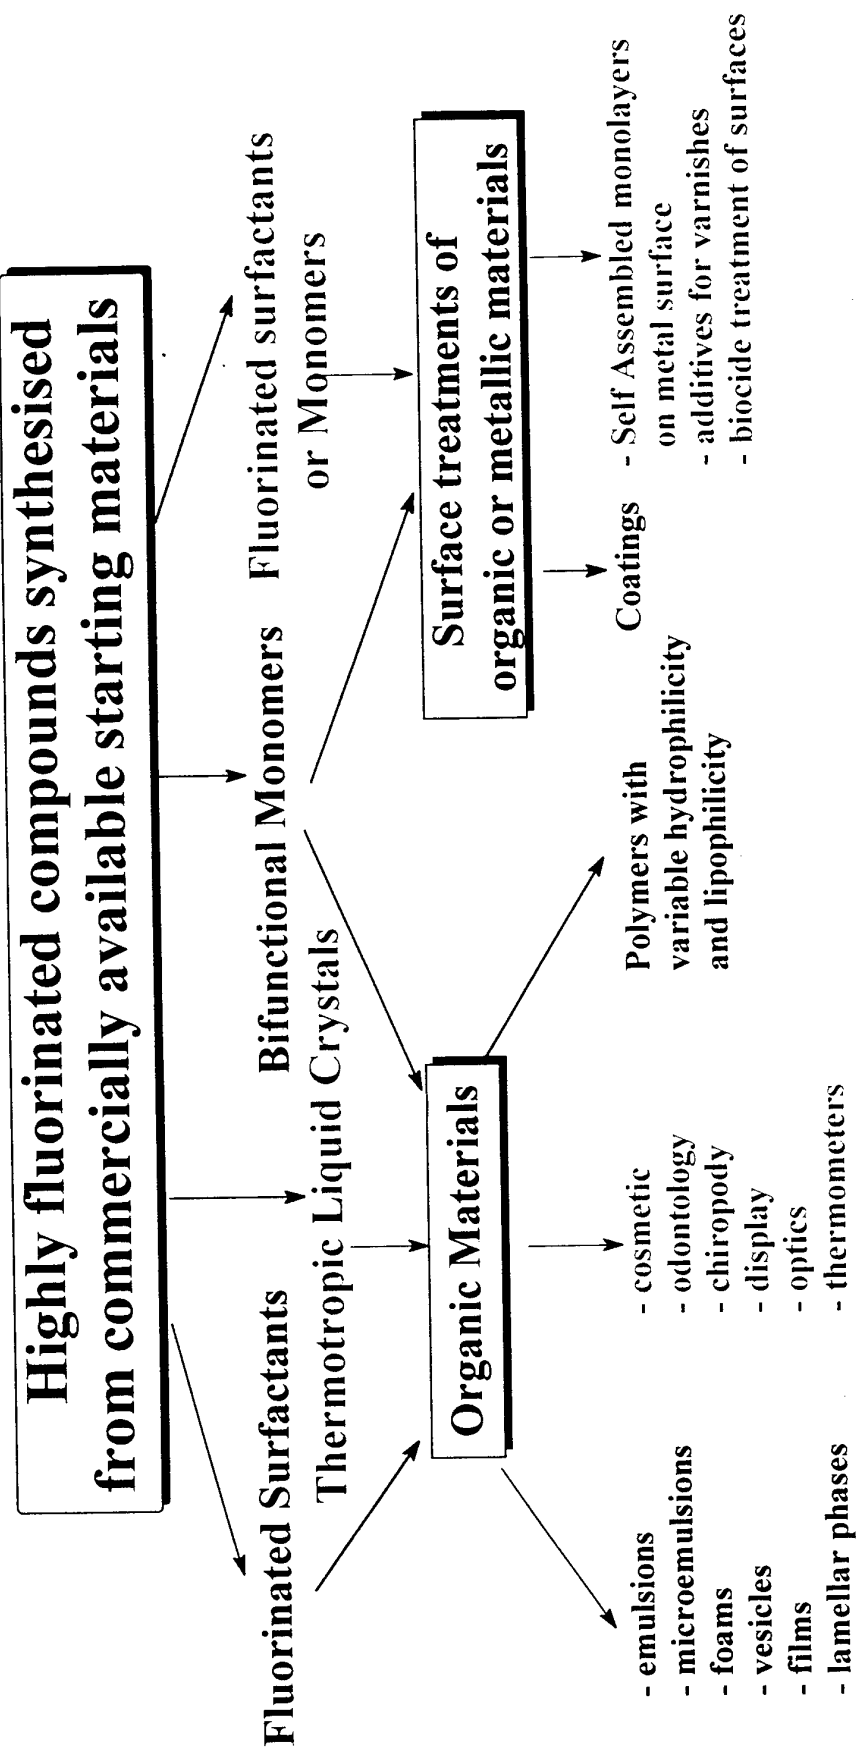 Highly fluorinated compounds synthesised
from commercially available starting materials
Fluorinated Surfactants
Thermotropic Liquid Crystals
Bifunctional Monomers
Fluorinated surfactants
or Monomers
Organic Materials
Surface treatments of
organic or metallic materials
- emulsions
- microemulsions
- foams
- vesicles
- films
- lamellar phases
- cosmetic
- odontology
- chiropody
- display
- optics
- thermometers
Polymers with
variable hydrophilicity
and lipophilicity
Coatings
- Self Assembled monolayers
on metal surface
- additives for varnishes
- biocide treatment of surfaces